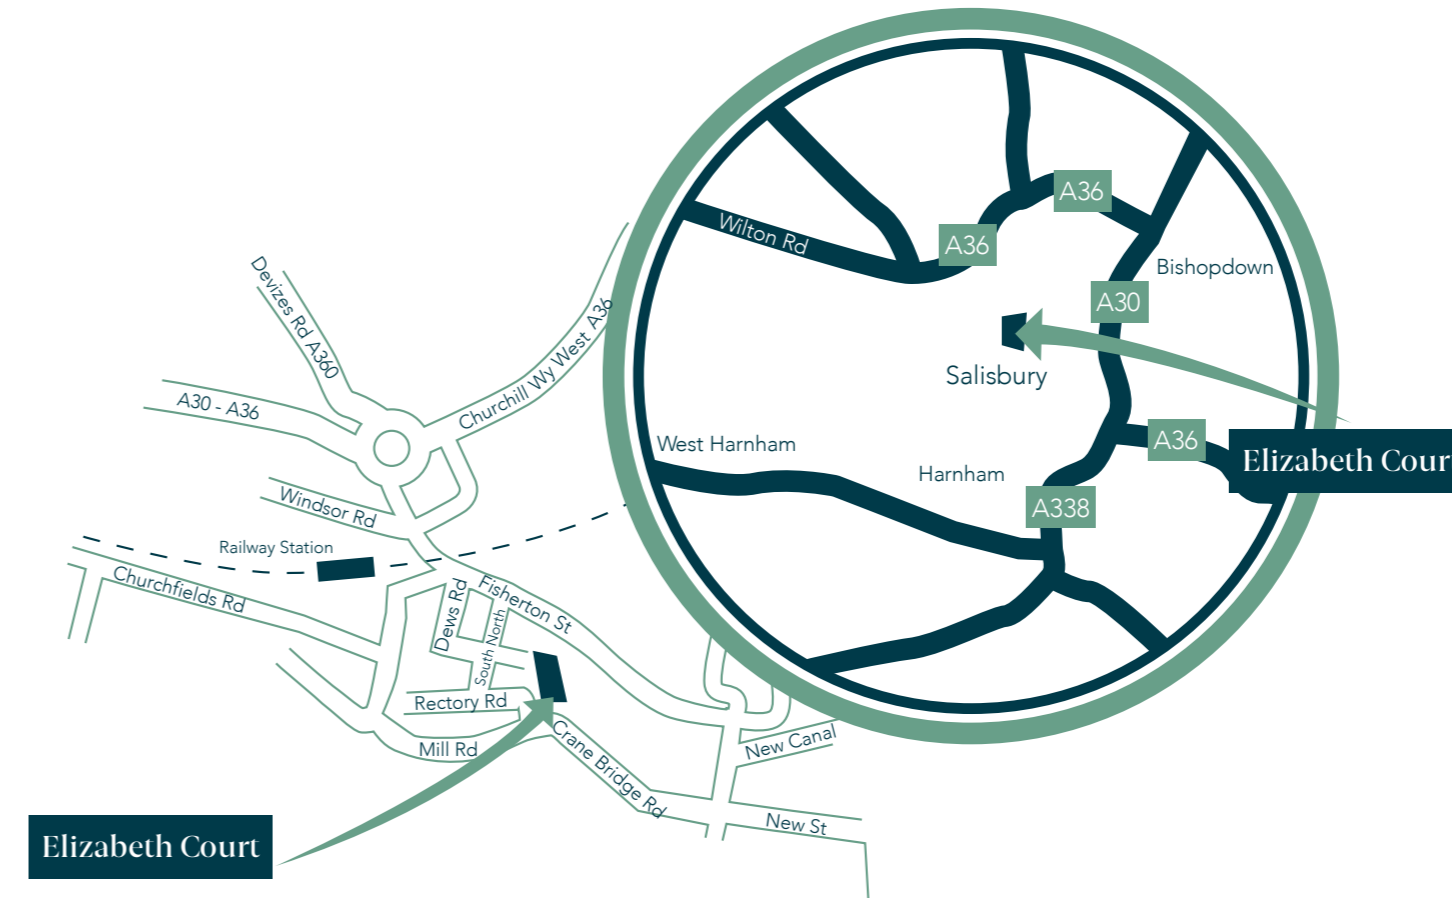 A36
Wilton Rd
A36
Bishopdown
Devizes Rd A360
A30
Churchill Wy West A36
Salisbury
A30 - A36
West Harnham
A36
Elizabeth Cour
Harnham
Windsor Rd
A338
Railway Station
Churchfields Rd
Fisherton St
Dews Rd
South North
Rectory Rd
Mill Rd
Crane Bridge Rd
New Canal
New St
Elizabeth Court